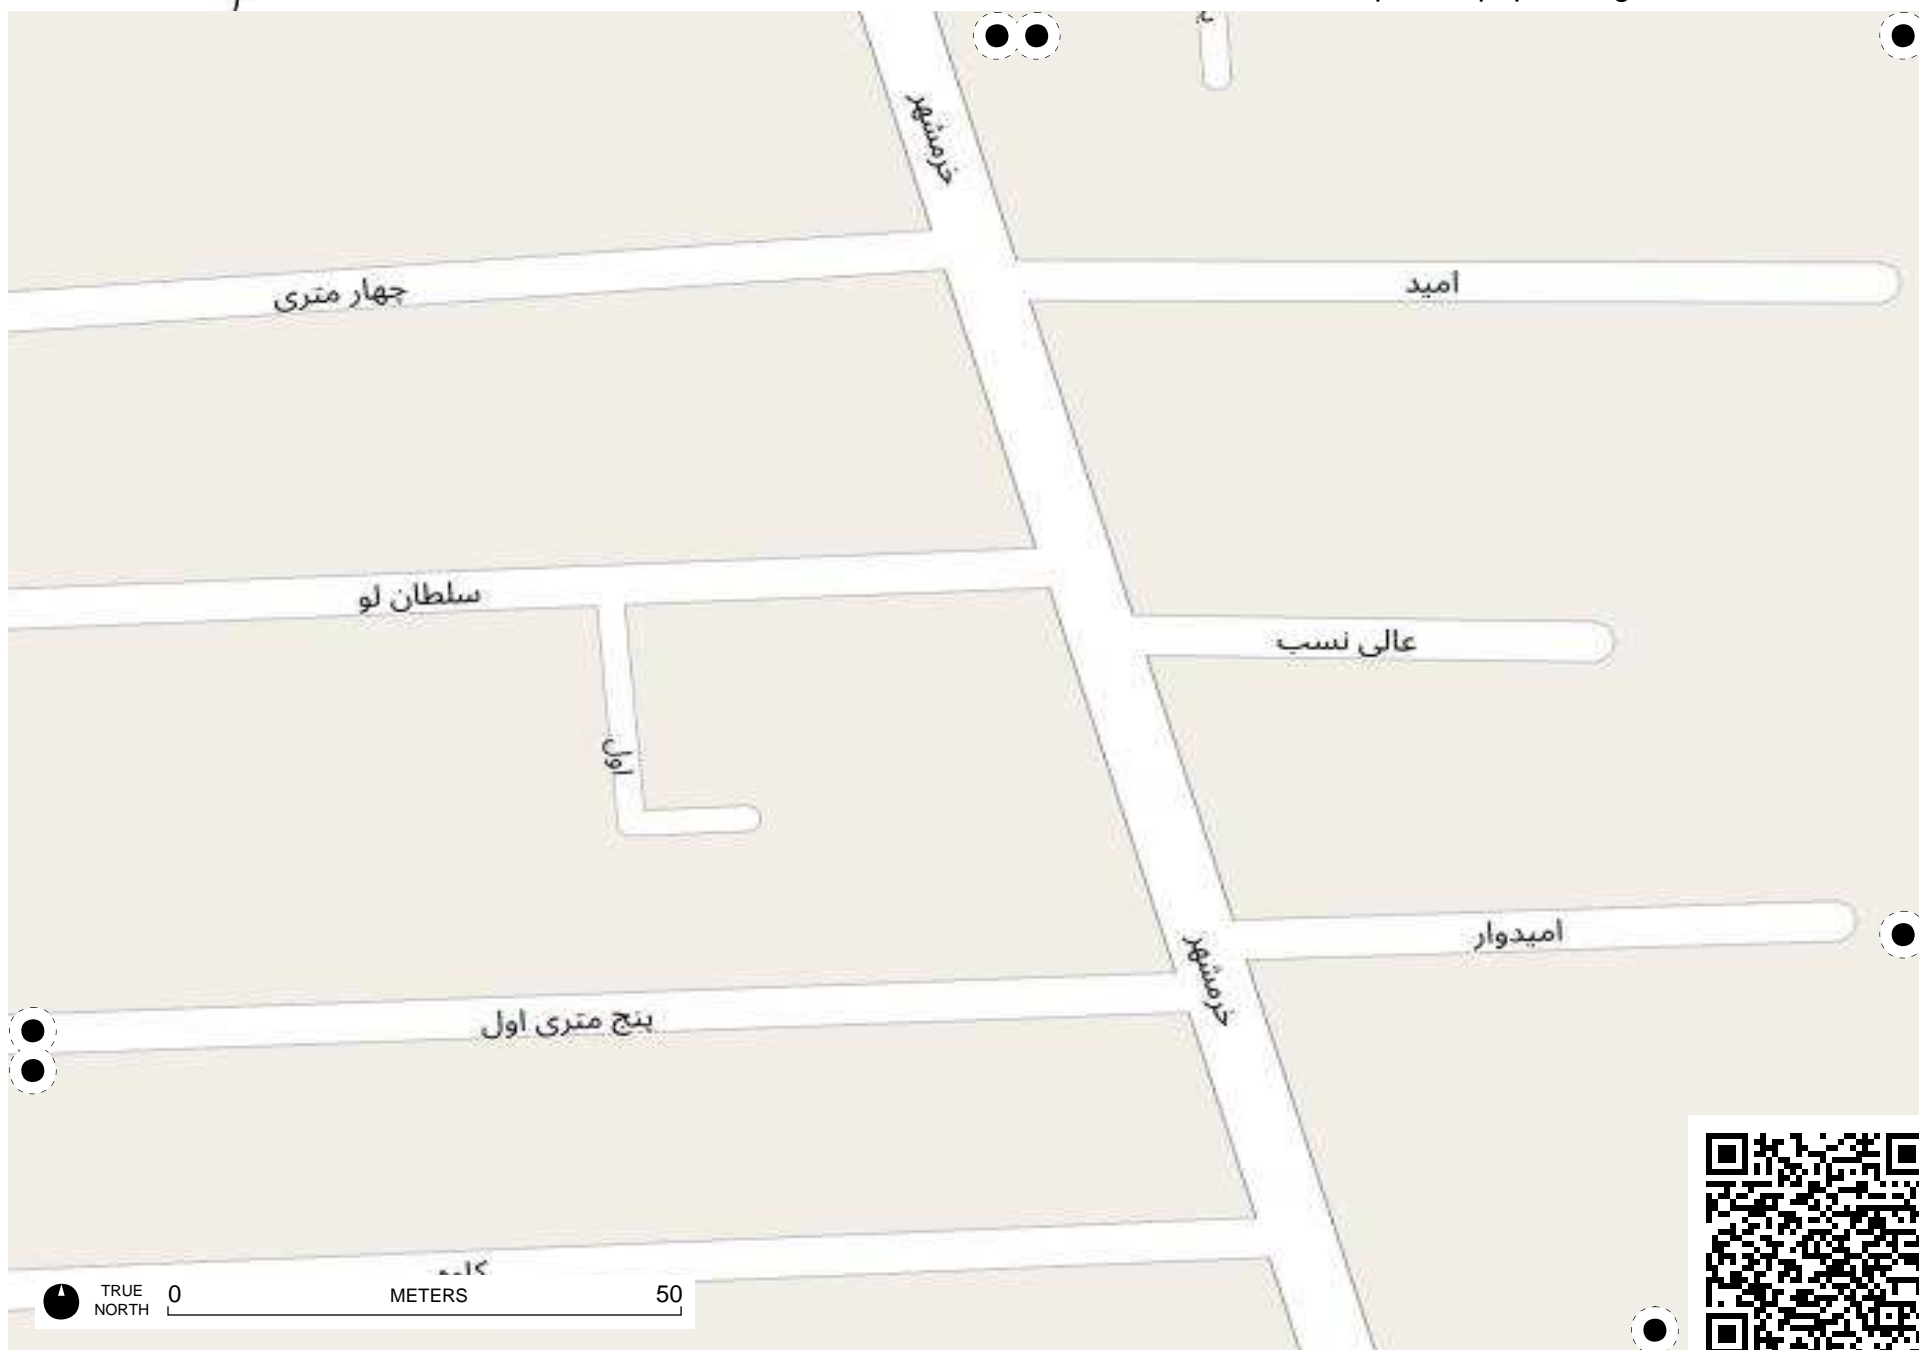 خرمشهر
چهار متری
امید
سلطان لو
عالی نسب
اول
امیدوار
خرمشهر
پنج متری اول
TRUE NORTH
0 METERS 50